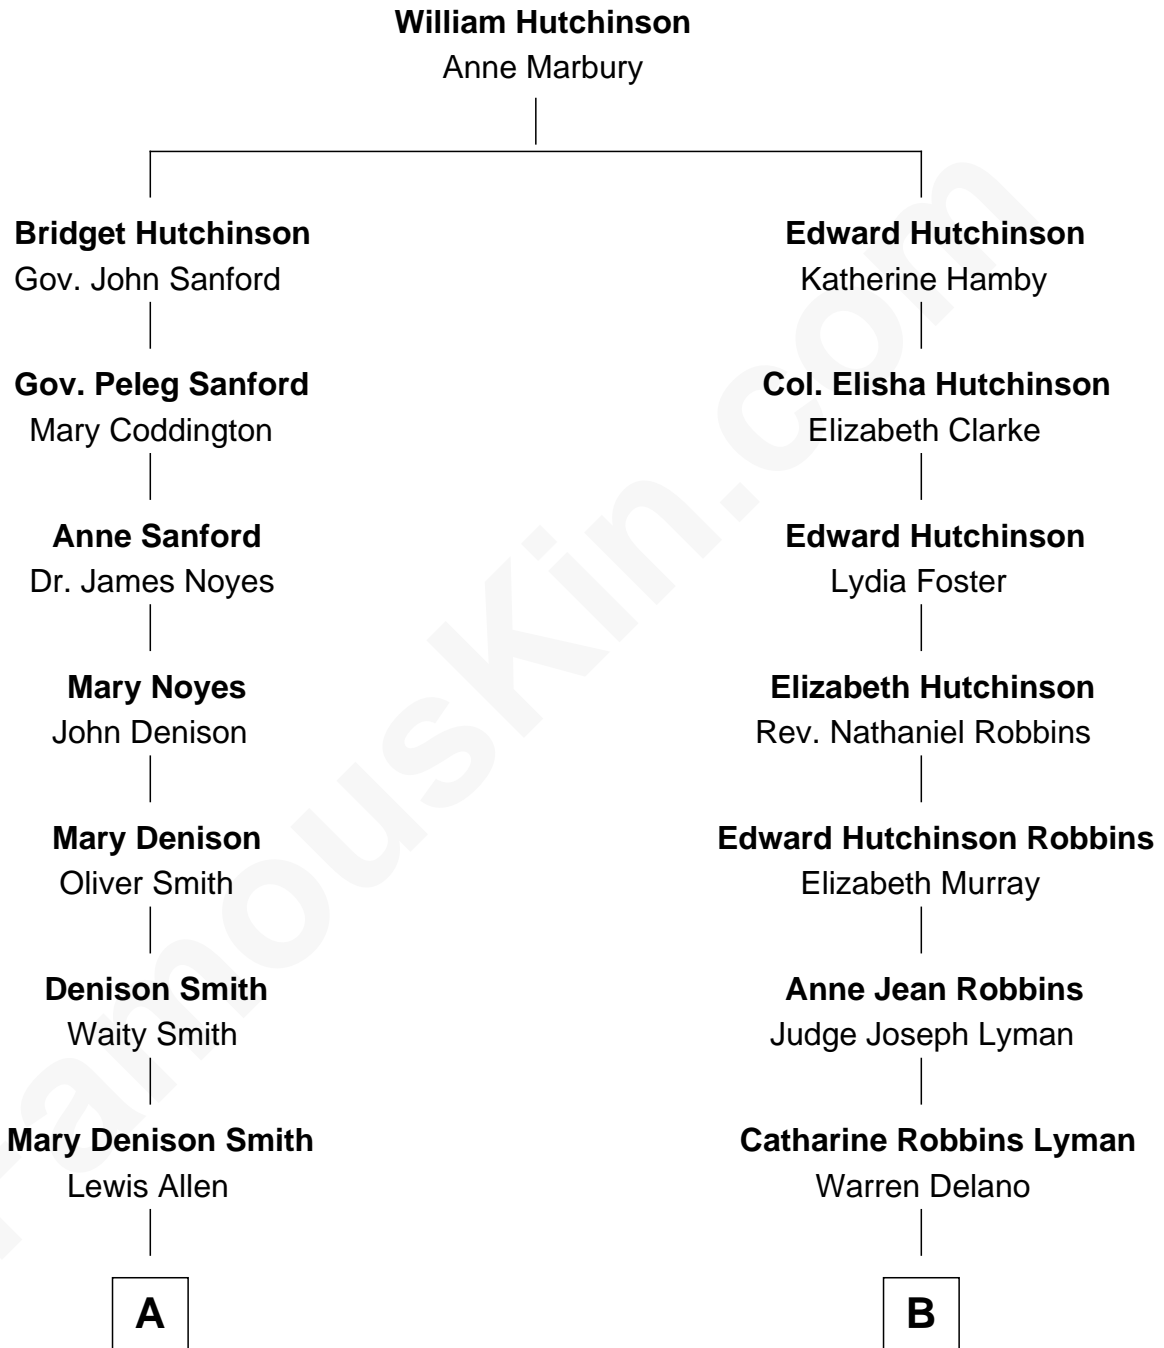 William Hutchinson
Anne Marbury
Bridget Hutchinson
Gov. John Sanford
Edward Hutchinson
Katherine Hamby
Gov. Peleg Sanford
Mary Coddington
Col. Elisha Hutchinson
Elizabeth Clarke
Anne Sanford
Dr. James Noyes
Edward Hutchinson
Lydia Foster
Mary Noyes
John Denison
Elizabeth Hutchinson
Rev. Nathaniel Robbins
Mary Denison
Oliver Smith
Edward Hutchinson Robbins
Elizabeth Murray
Denison Smith
Waity Smith
Anne Jean Robbins
Judge Joseph Lyman
Mary Denison Smith
Lewis Allen
Catharine Robbins Lyman
Warren Delano
A
B
FamousKin.com